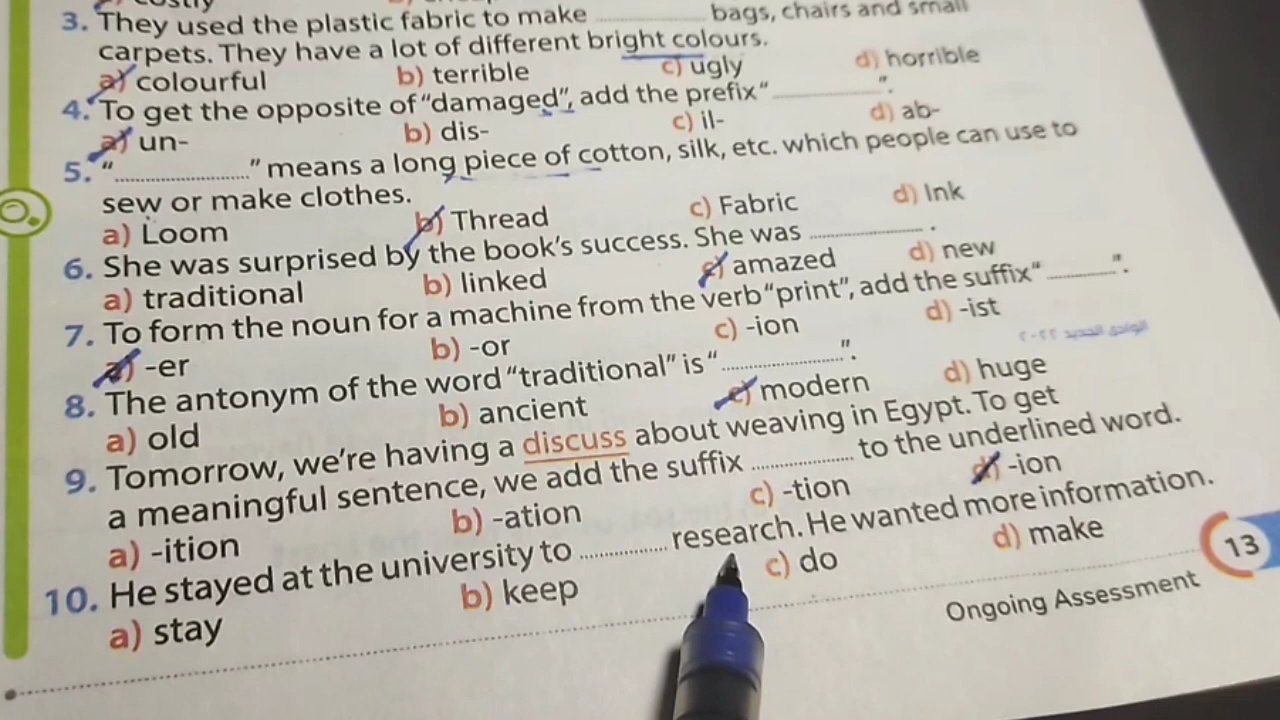 3. They used the plastic fabric to make ............ bags, chairs and small
carpets. They have a lot of different bright colours.
a) colourful b) terrible c) ugly d) horrible
4. To get the opposite of "damaged", add the prefix "............".
a) un- b) dis- c) il- d) ab-
5. "............" means a long piece of cotton, silk, etc. which people can use to
sew or make clothes.
a) Loom b) Thread c) Fabric d) Ink
6. She was surprised by the book's success. She was ............ .
a) traditional b) linked c) amazed d) new
7. To form the noun for a machine from the verb "print", add the suffix "............".
a) -er b) -or c) -ion d) -ist
8. The antonym of the word "traditional" is "............".
a) old b) ancient c) modern d) huge
9. Tomorrow, we're having a discuss about weaving in Egypt. To get
a meaningful sentence, we add the suffix ............ to the underlined word.
a) -ition b) -ation c) -tion d) -ion
10. He stayed at the university to ............ research. He wanted more information.
a) stay b) keep c) do d) make
Ongoing Assessment
13